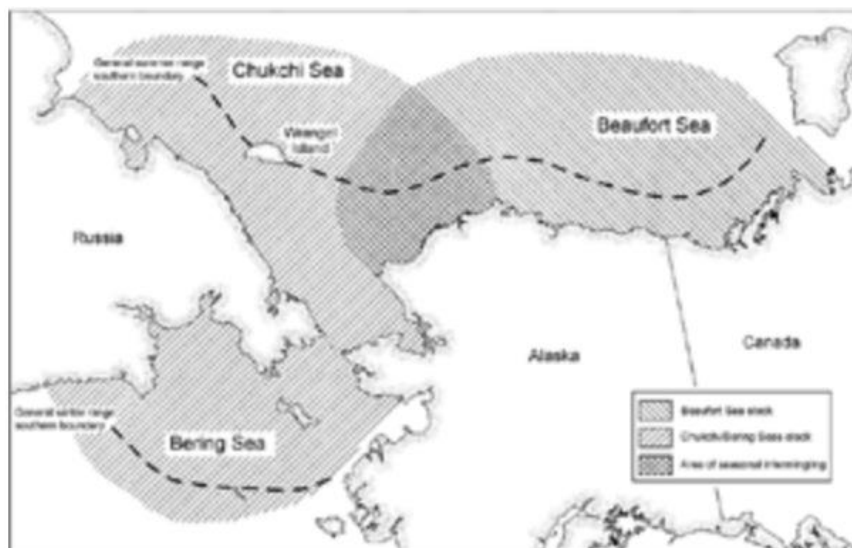 General summer range
southern boundary
Chukchi Sea
Beaufort Sea
Wrangel
Island
Russia
Alaska
Canada
General winter range
southern boundary
Bering Sea
Beaufort Sea stock
Chukchi/Bering Seas stock
Area of seasonal intermingling